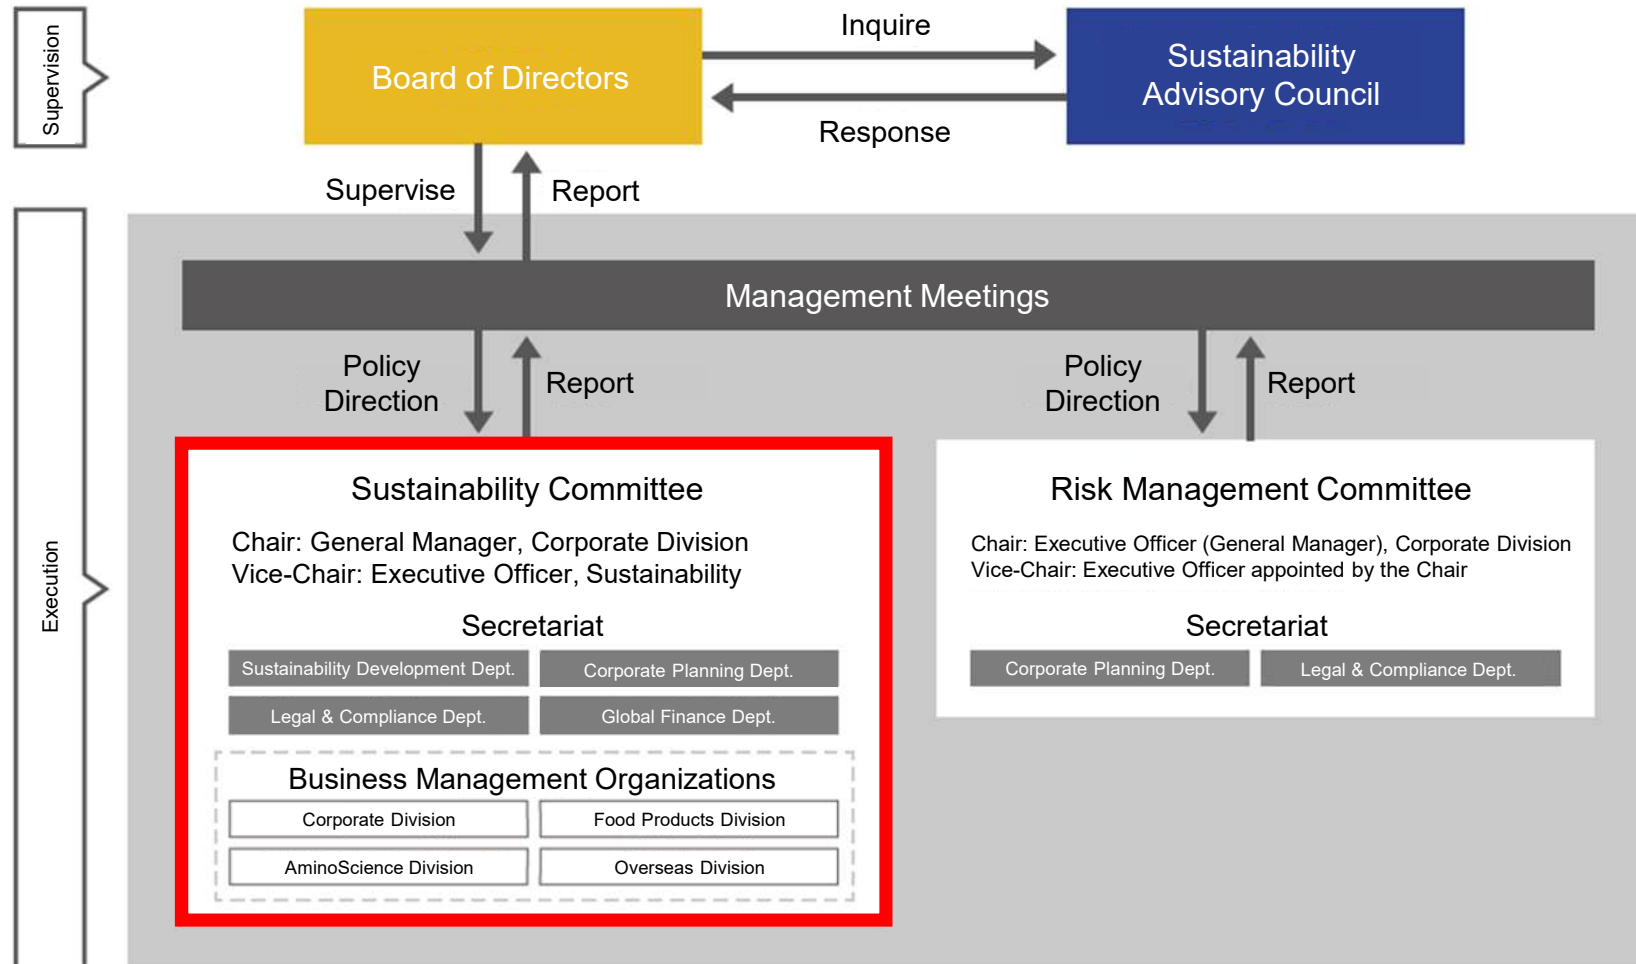 Supervision
Board of Directors
Inquire
Response
Sustainability
Advisory Council
Supervise
Report
Execution
Management Meetings
Policy
Direction
Report
Policy
Direction
Report
Sustainability Committee
Chair: General Manager, Corporate Division
Vice-Chair: Executive Officer, Sustainability
Secretariat
Sustainability Development Dept.
Corporate Planning Dept.
Legal & Compliance Dept.
Global Finance Dept.
Business Management Organizations
Corporate Division
Food Products Division
AminoScience Division
Overseas Division
Risk Management Committee
Chair: Executive Officer (General Manager), Corporate Division
Vice-Chair: Executive Officer appointed by the Chair
Secretariat
Corporate Planning Dept.
Legal & Compliance Dept.